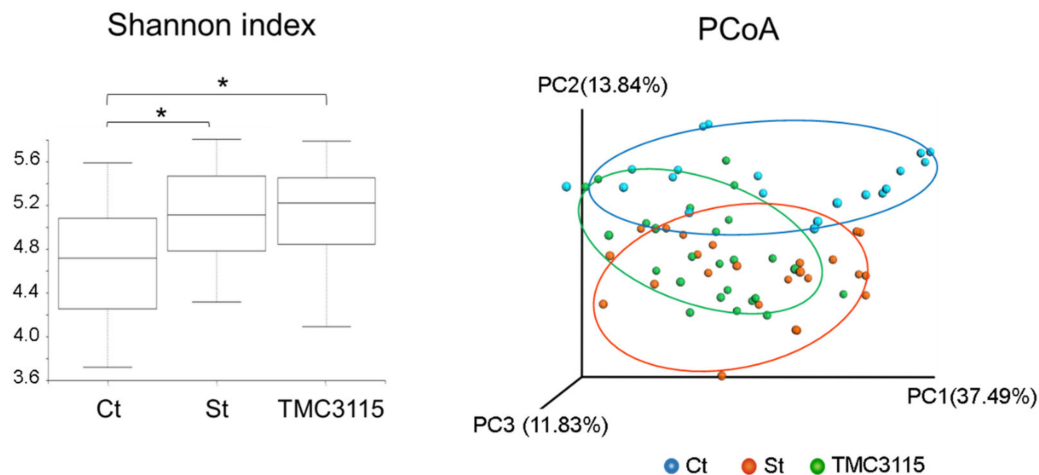 Shannon index
*
*
5.6
5.2
4.8
4.4
4.0
3.6
Ct St TMC3115
PCoA
PC2(13.84%)
PC1(37.49%)
PC3 (11.83%)
Ct St TMC3115